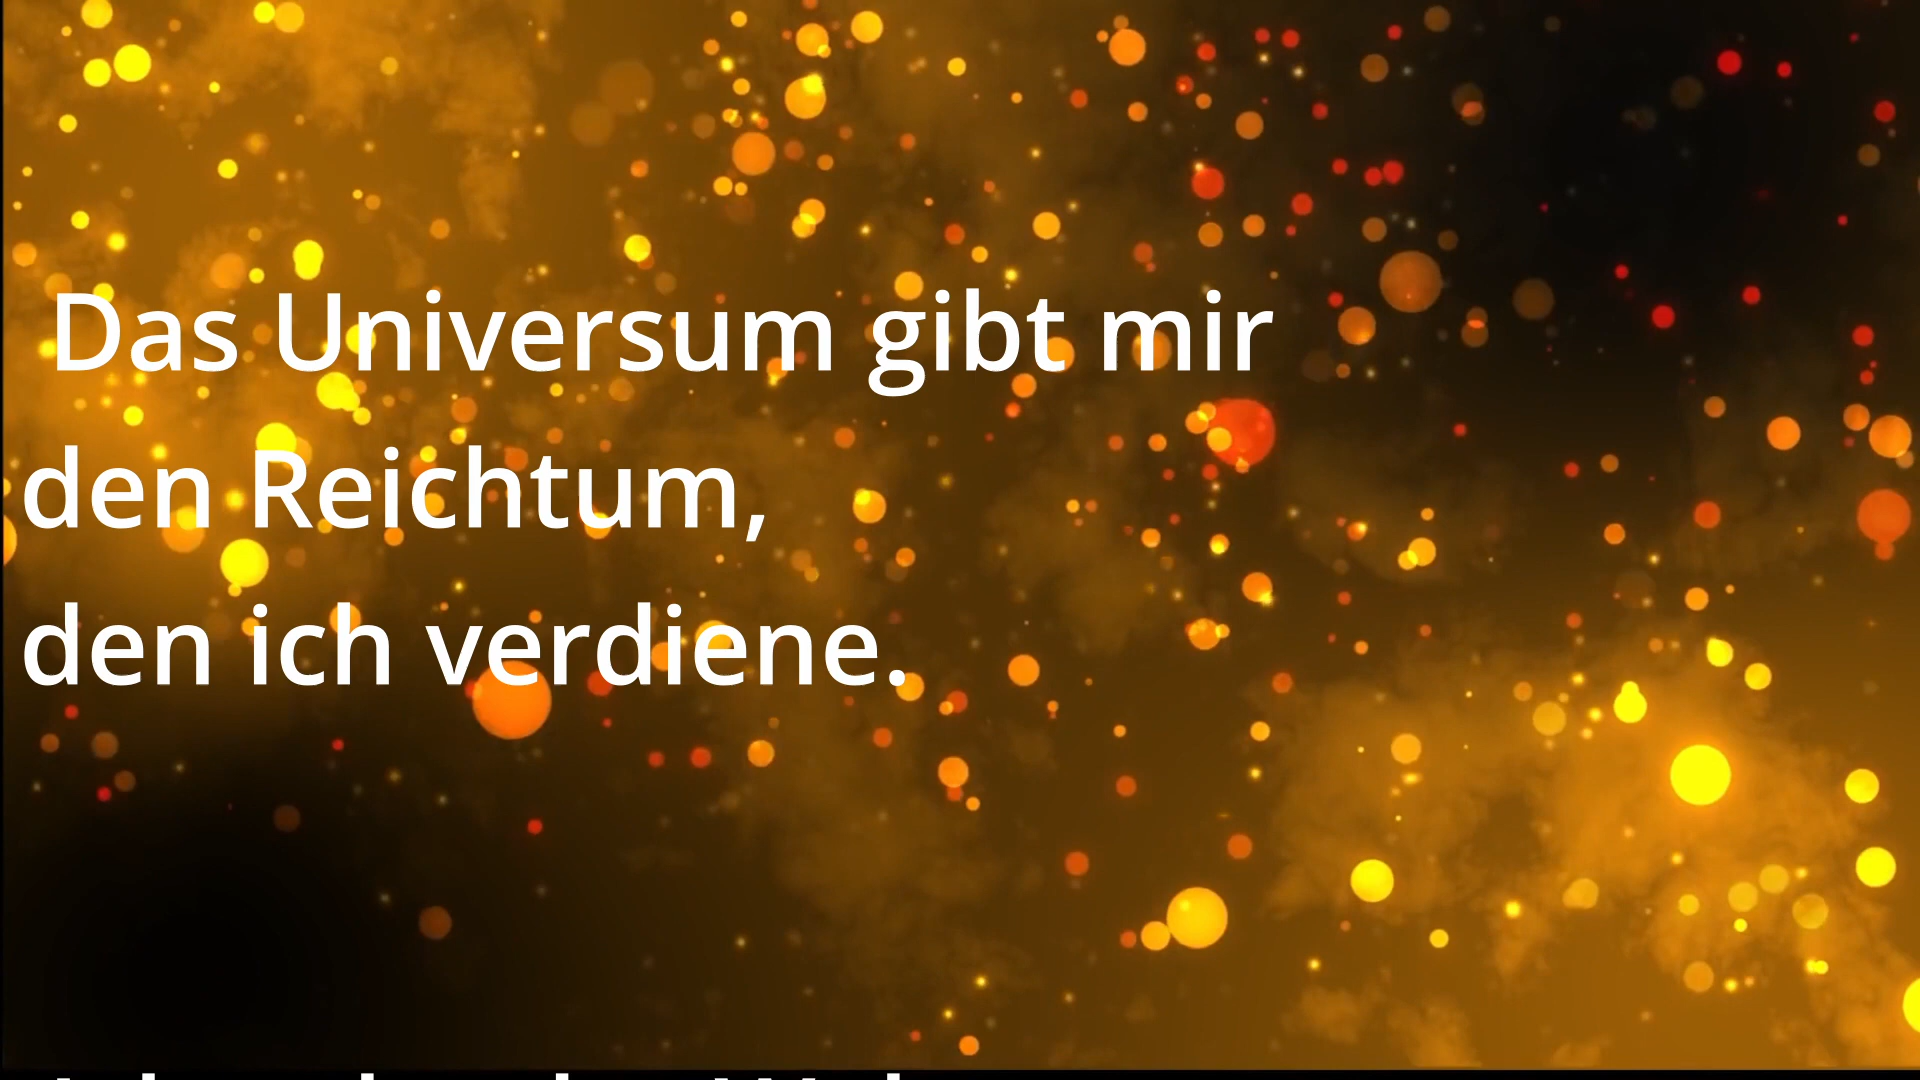 Das Universum gibt mir
den Reichtum,
den ich verdiene.